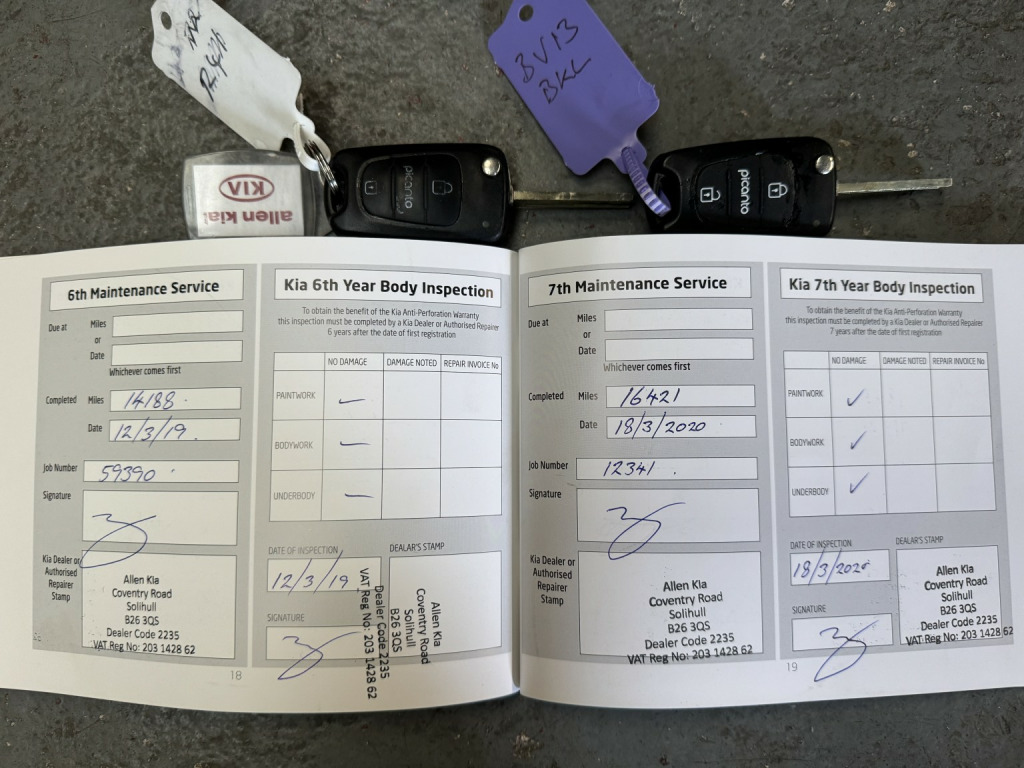 BV13
BKL
KIA
allen kia!
picanto
picanto
6th Maintenance Service
Due at
Miles
or
Date
Whichever comes first
Completed
Miles
14188
Date
12/3/19
Job Number
59390
Signature
Kia Dealer or
Authorised
Repairer
Stamp
Allen Kia
Coventry Road
Solihull
B26 3QS
Dealer Code 2235
VAT Reg No: 203 1428 62
18
Kia 6th Year Body Inspection
To obtain the benefit of the Kia Anti-Perforation Warranty
this inspection must be completed by a Kia Dealer or Authorised Repairer
6 years after the date of first registration
NO DAMAGE
DAMAGE NOTED
REPAIR INVOICE No
PAINTWORK
BODYWORK
UNDERBODY
DATE OF INSPECTION
12/3/19
DEALER'S STAMP
SIGNATURE
Allen Kia
Coventry Road
Solihull
B26 3QS
Dealer Code 2235
VAT Reg No: 203 1428 62
7th Maintenance Service
Due at
Miles
or
Date
Whichever comes first
Completed
Miles
16421
Date
18/3/2020
Job Number
12341
Signature
Kia Dealer or
Authorised
Repairer
Stamp
Allen Kia
Coventry Road
Solihull
B26 3QS
Dealer Code 2235
VAT Reg No: 203 1428 62
Kia 7th Year Body Inspection
To obtain the benefit of the Kia Anti-Perforation Warranty
this inspection must be completed by a Kia Dealer or Authorised Repairer
7 years after the date of first registration
NO DAMAGE
DAMAGE NOTED
REPAIR INVOICE No
PAINTWORK
BODYWORK
UNDERBODY
DATE OF INSPECTION
18/3/2020
DEALER'S STAMP
SIGNATURE
Allen Kia
Coventry Road
Solihull
B26 3QS
Dealer Code 2235
VAT Reg No: 203 1428 62
19